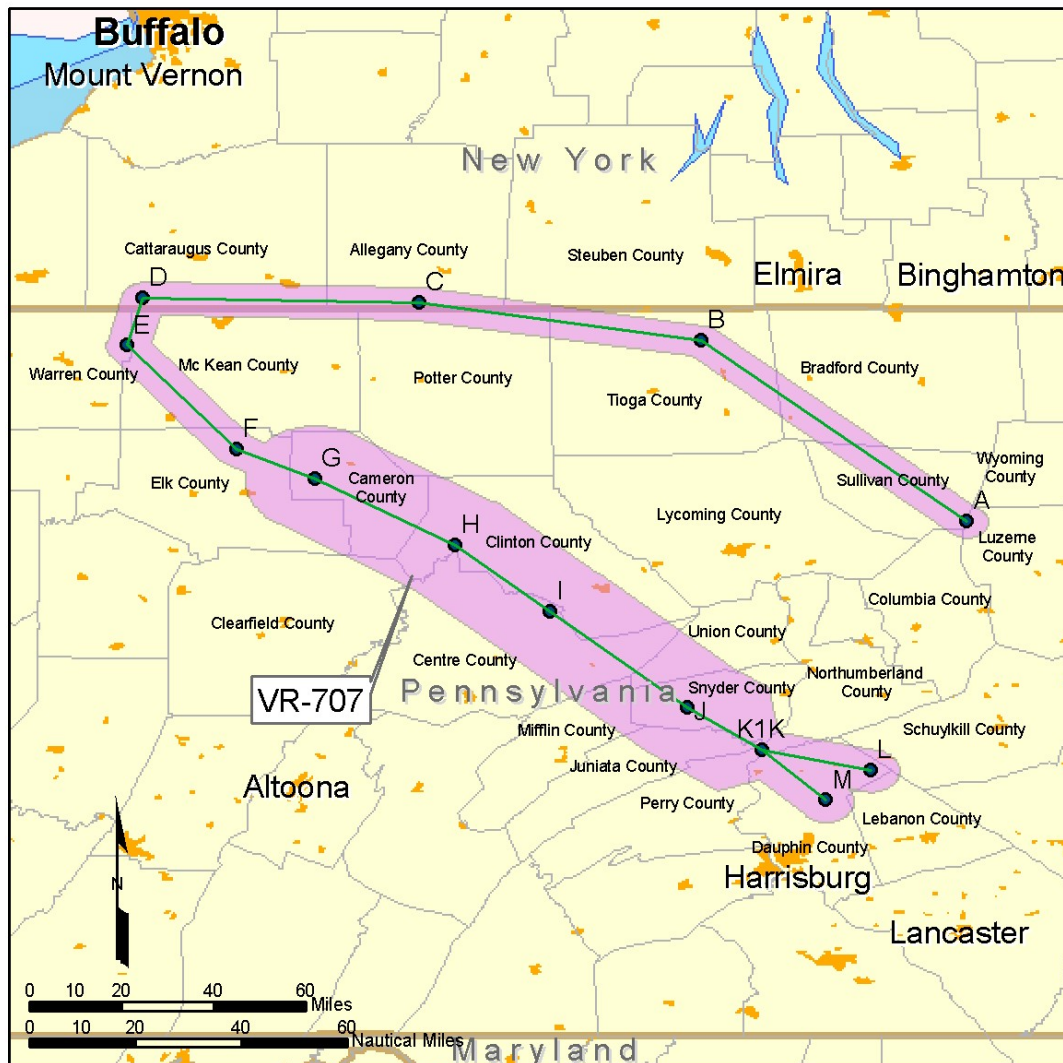 Buffalo
Mount Vernon
New York
Cattaraugus County
Allegany County
Steuben County
Elmira
Binghamton
D
C
B
E
Warren County
Mc Kean County
Potter County
Tioga County
Bradford County
F
G
Elk County
Cameron
County
Sullivan County
Wyoming
County
A
Lycoming County
H
Clinton County
Luzerne
County
I
Columbia County
Clearfield County
Union County
Centre County
Northumberland
County
Pennsylvania
Snyder County
VR-707
J
Mifflin County
K1K
Schuylkill County
Juniata County
L
Altoona
M
Perry County
Lebanon County
Dauphin County
Harrisburg
N
Lancaster
0 20 40 60
Miles
0 20 40 60
Nautical Miles
Maryland